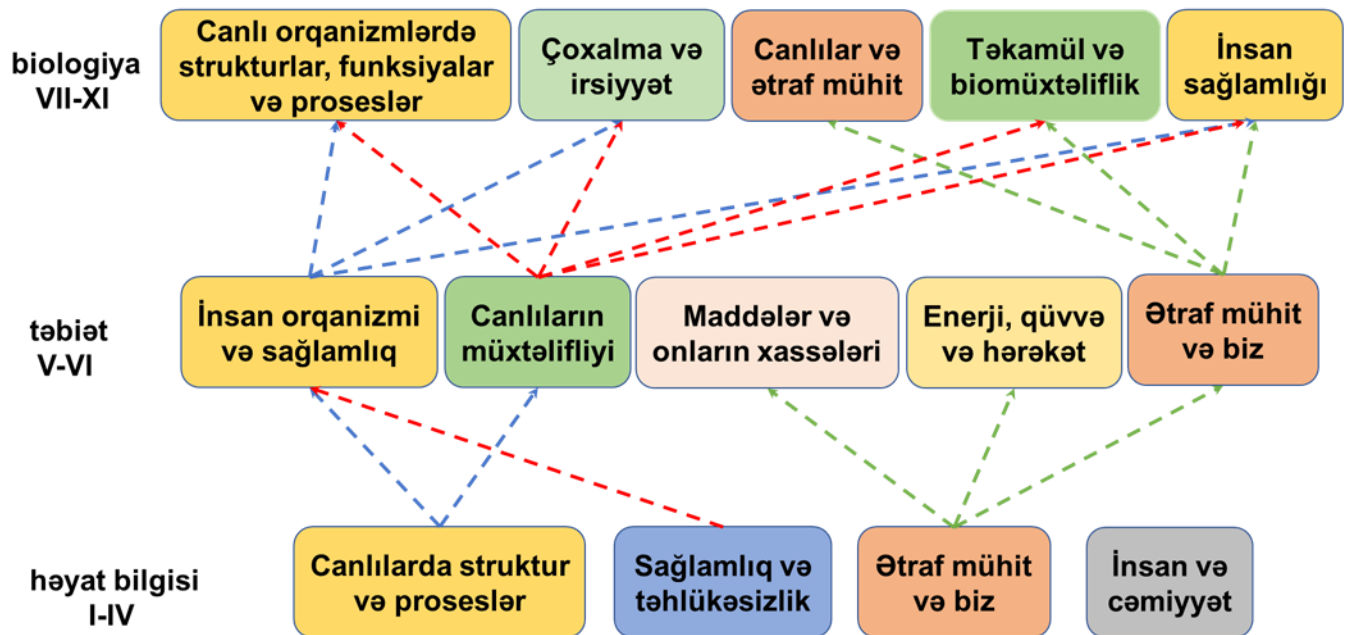 biologiya
VII-XI
Canlı orqanizmlərdə
strukturlar, funksiyalar
və proseslər
Çoxalma və
irsiyyət
Canlılar və
ətraf mühit
Təkamül və
biomüxtəliflik
İnsan
sağlamlığı
təbiət
V-VI
İnsan orqanizmi
və sağlamlıq
Canlıların
müxtəlifliyi
Maddələr və
onların xassələri
Enerji, qüvvə
və hərəkət
Ətraf mühit
və biz
həyat bilgisi
I-IV
Canlılarda struktur
və proseslər
Sağlamlıq və
təhlükəsizlik
Ətraf mühit
və biz
İnsan və
cəmiyyət